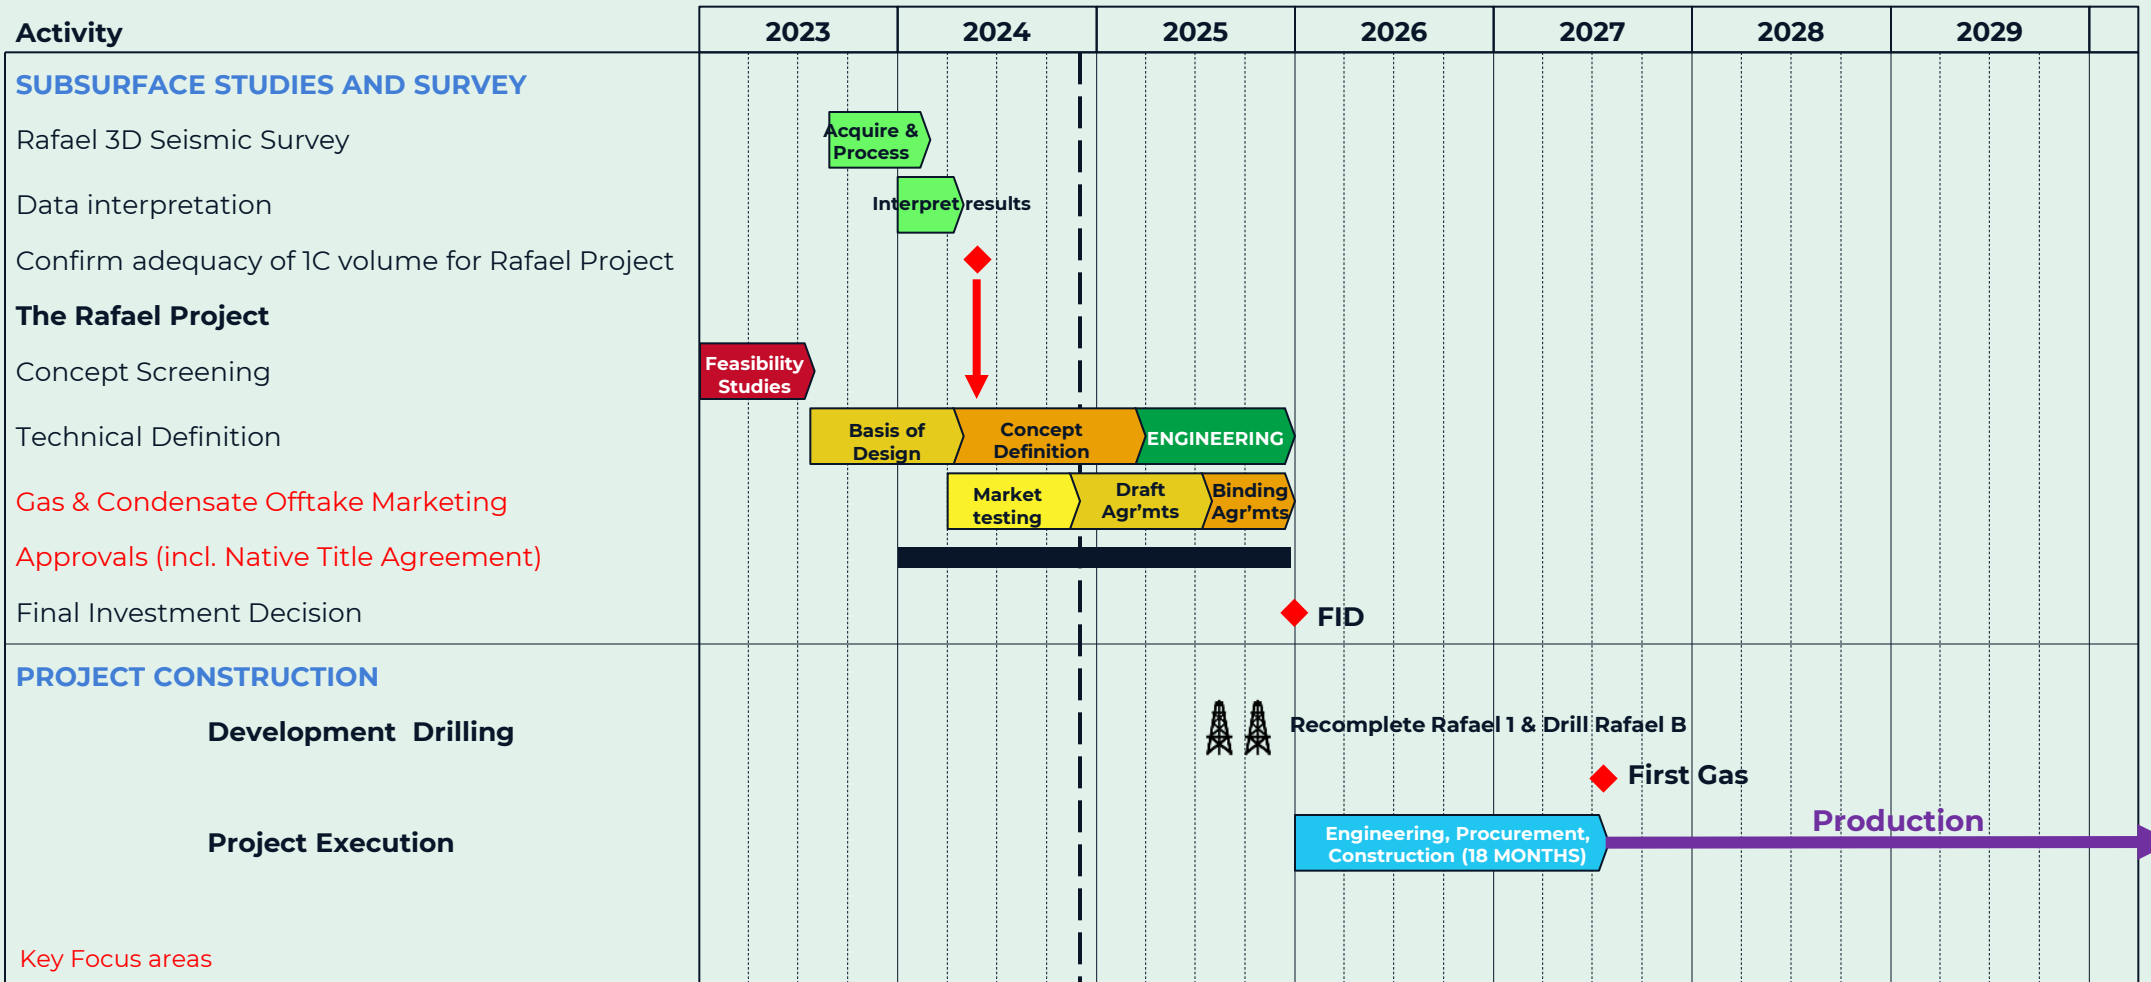 Activity
2023
2024
2025
2026
2027
2028
2029
SUBSURFACE STUDIES AND SURVEY
Rafael 3D Seismic Survey
Acquire &
Process
Data interpretation
Interpret results
Confirm adequacy of 1C volume for Rafael Project
The Rafael Project
Concept Screening
Feasibility
Studies
Technical Definition
Basis of
Design
Concept
Definition
ENGINEERING
Gas & Condensate Offtake Marketing
Market
testing
Draft
Agr’mts
Binding
Agr’mts
Approvals (incl. Native Title Agreement)
Final Investment Decision
FID
PROJECT CONSTRUCTION
Development Drilling
Recomplete Rafael 1 & Drill Rafael B
First Gas
Project Execution
Engineering, Procurement,
Construction (18 MONTHS)
Production
Key Focus areas